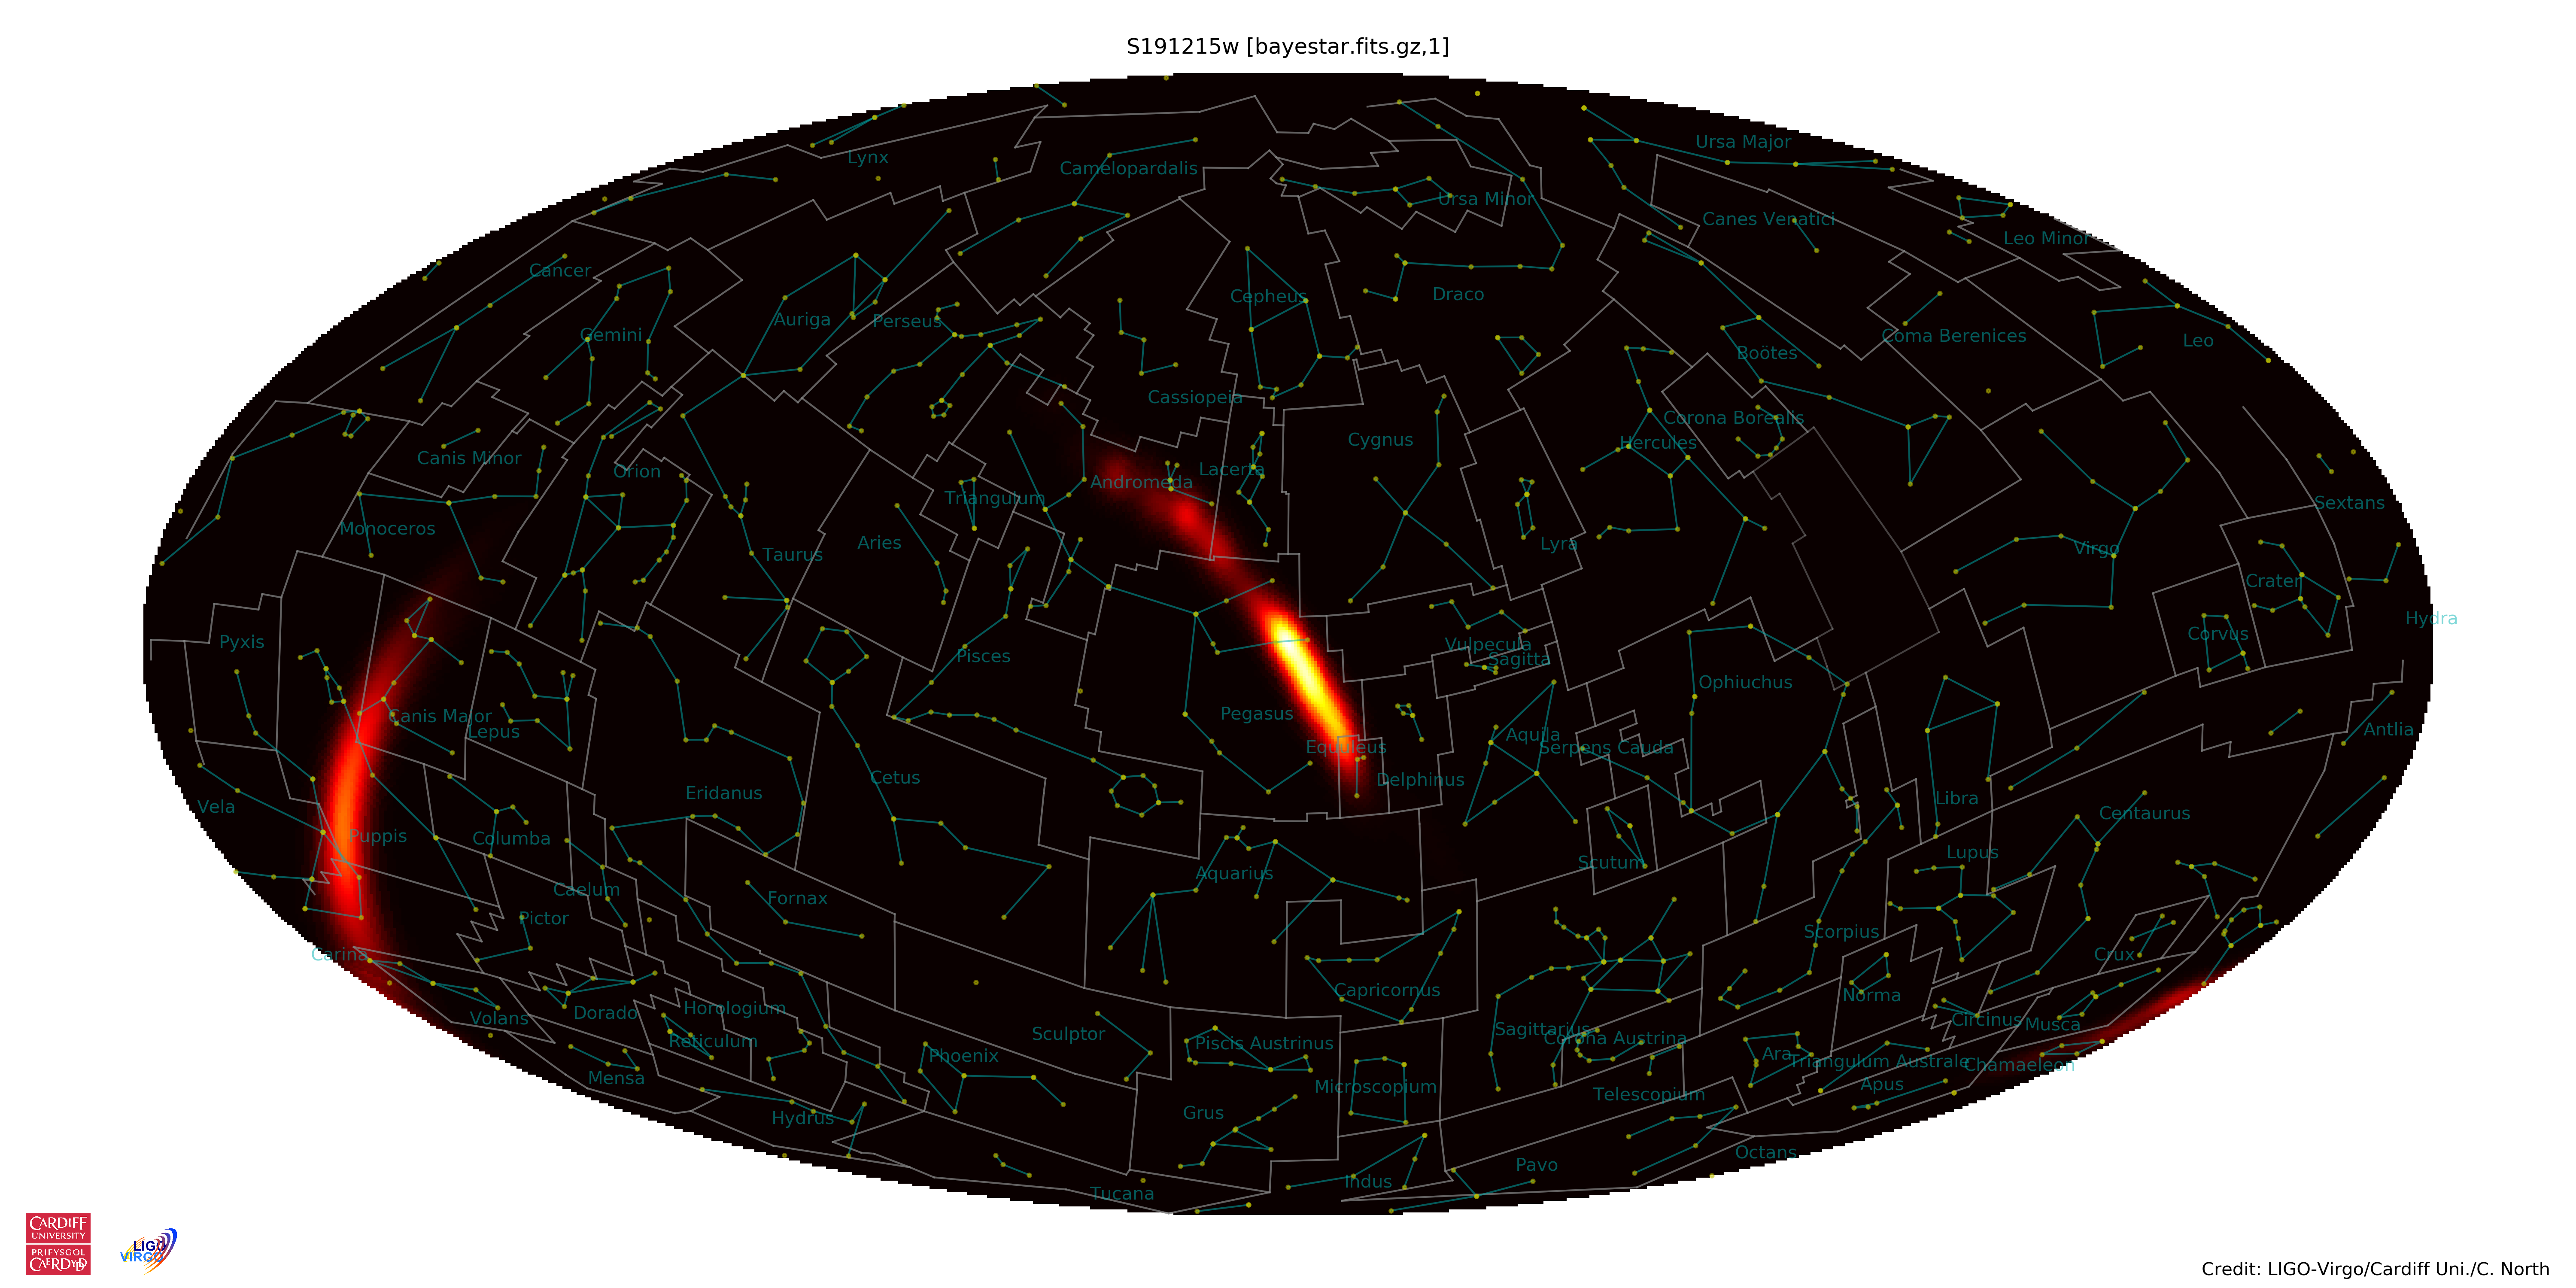 S191215w [bayestar.fits.gz,1]
Ursa Major
Lynx
Camelopardalis
Ursa Minor
Canes Venatici
Leo Minor
Cancer
Cepheus
Draco
Auriga
Perseus
Gemini
Coma Berenices
Leo
Boötes
Cassiopeia
Corona Borealis
Cygnus
Hercules
Canis Minor
Orion
Lacerta
Andromeda
Triangulum
Sextans
Monoceros
Aries
Lyra
Virgo
Taurus
Crater
Hydra
Corvus
Pyxis
Vulpecula
Pisces
Sagitta
Ophiuchus
Pegasus
Canis Major
Lepus
Antlia
Aquila
Equuleus
Serpens Cauda
Cetus
Delphinus
Eridanus
Libra
Vela
Centaurus
Puppis
Columba
Lupus
Scutum
Aquarius
Caelum
Fornax
Pictor
Scorpius
Carina
Crux
Capricornus
Norma
Horologium
Dorado
Volans
Circinus
Musca
Sagittarius
Sculptor
Corona Austrina
Reticulum
Piscis Austrinus
Phoenix
Ara
Triangulum Australe
Chamaeleon
Mensa
Apus
Microscopium
Telescopium
Grus
Hydrus
Octans
Pavo
Indus
Tucana
CARDIFF
UNIVERSITY
PRIFYSGOL
CAERDYDD
LIGO
VIRGO
Credit: LIGO-Virgo/Cardiff Uni./C. North